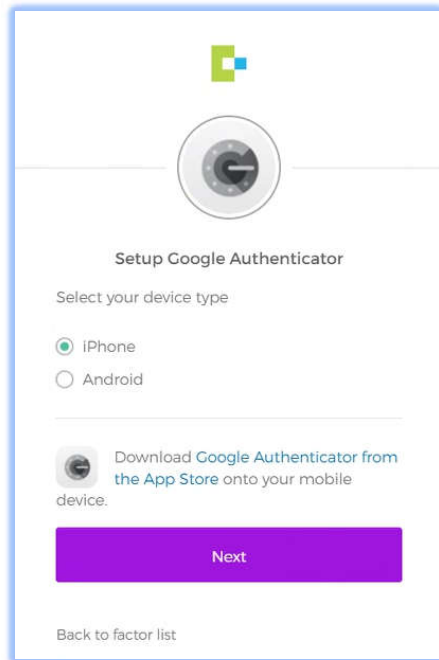 Setup Google Authenticator
Select your device type
iPhone
Android
Download Google Authenticator from
the App Store onto your mobile
device.
Next
Back to factor list